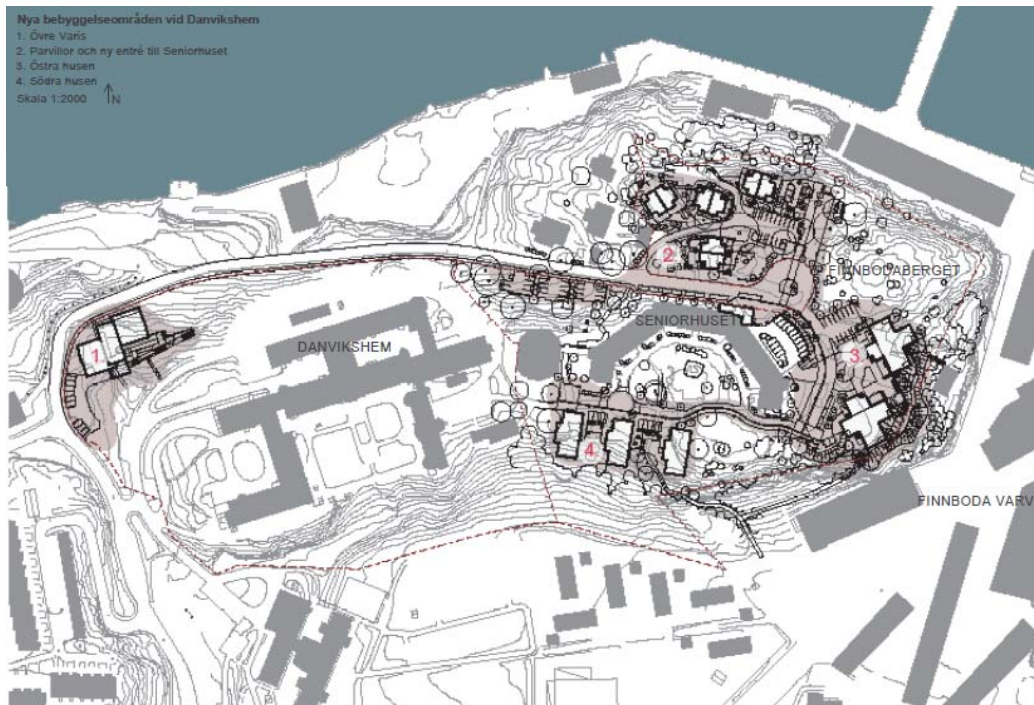 Nya bebyggelseområden vid Danvikshem
1. Övre Varis
2. Parvillor och ny entré till Seniorhuset
3. Östra husen
4. Södra husen
Skala 1:2000 N
2
FINNBODABERGET
SENIORHUSET
DANVIKSHEM
1
3
4
FINNBODA VARV